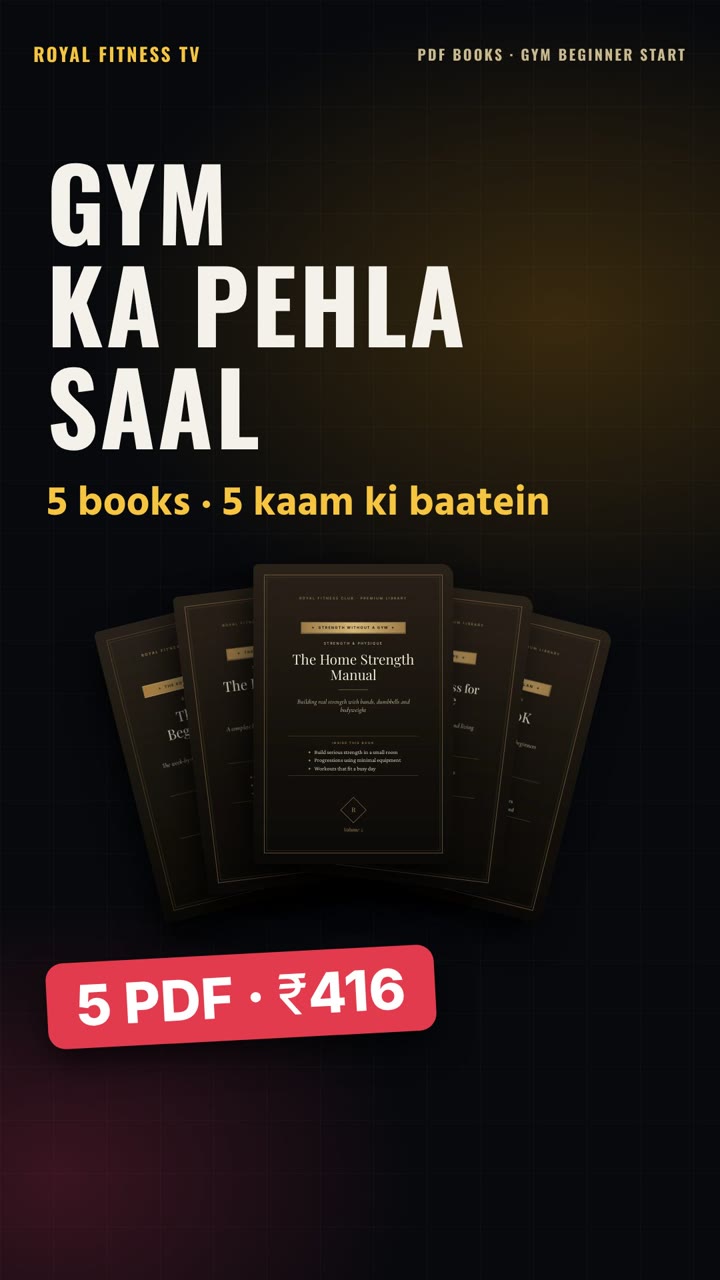 ROYAL FITNESS TV
PDF BOOKS · GYM BEGINNER START
GYM
KA PEHLA
SAAL
5 books · 5 kaam ki baatein
ROYAL FITNESS CLUB · PREMIUM LIBRARY
STRENGTH WITHOUT A GYM
STRENGTH & PHYSIQUE
The Home Strength
Manual
Building real strength with bands, dumbbells and
bodyweight
INSIDE THIS BOOK
Build serious strength in a small room
Progressions using minimal equipment
Workouts that fit a busy day
R
5 PDF · ₹416